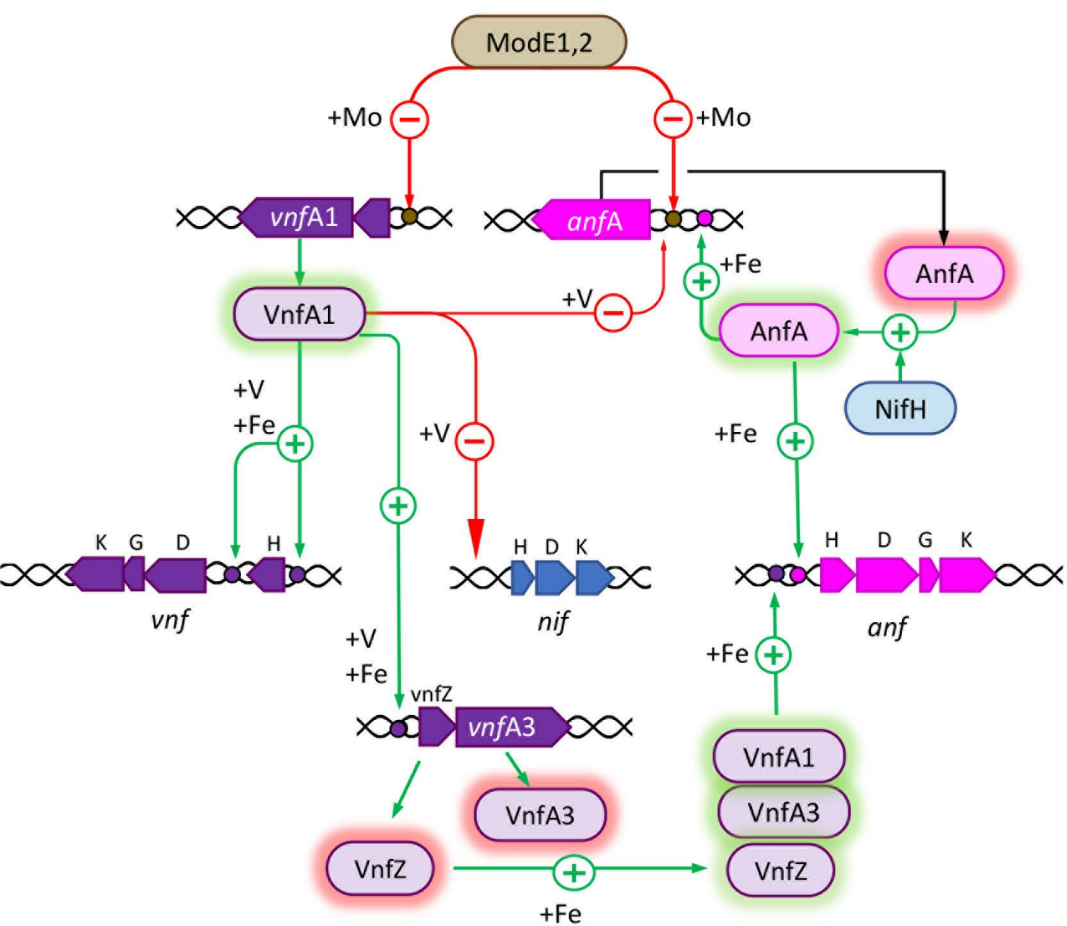 ModE1,2
+Mo
+Mo
vnfA1
anfA
AnfA
+Fe
VnfA1
+V
AnfA
NifH
+V
+Fe
+V
+Fe
K G D H
H D K
H D G K
vnf
nif
anf
+V
+Fe
+Fe
vnfZ
vnfA3
VnfA1
VnfA3
VnfA3
VnfZ
VnfZ
+Fe